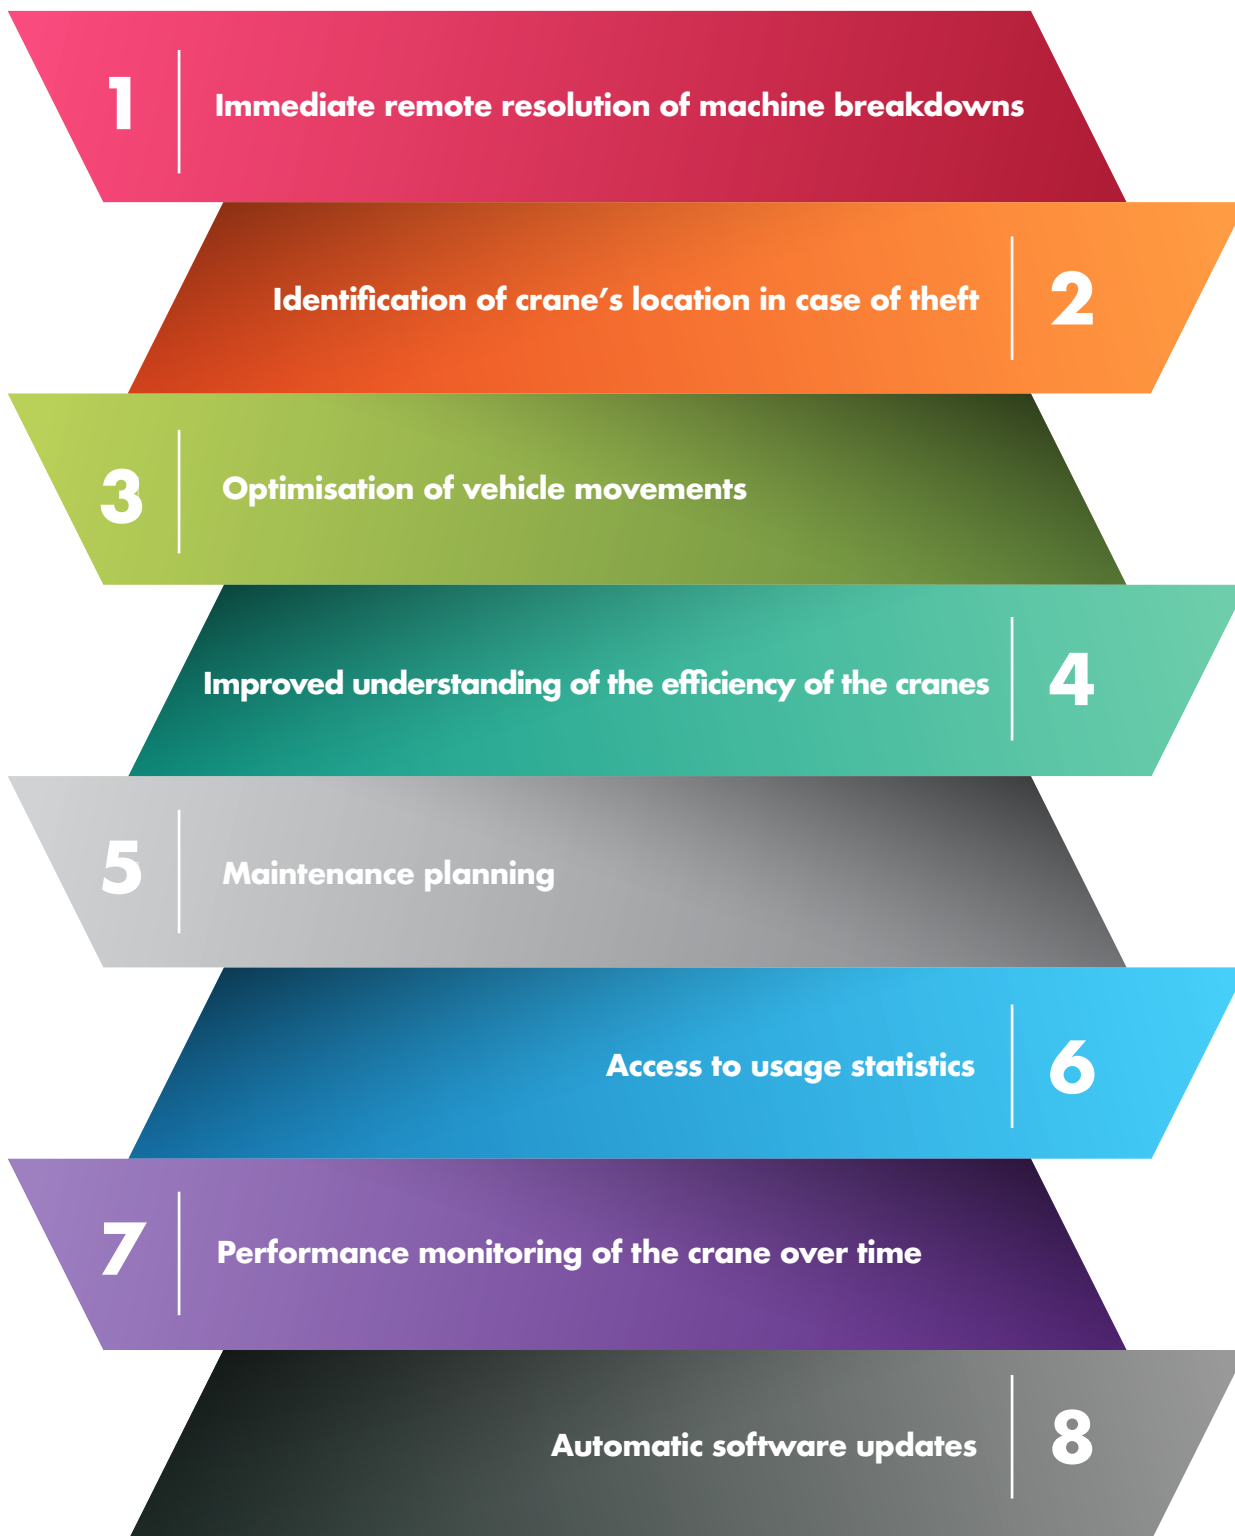 1
Immediate remote resolution of machine breakdowns
Identification of crane’s location in case of theft
2
3
Optimisation of vehicle movements
Improved understanding of the efficiency of the cranes
4
5
Maintenance planning
Access to usage statistics
6
7
Performance monitoring of the crane over time
Automatic software updates
8